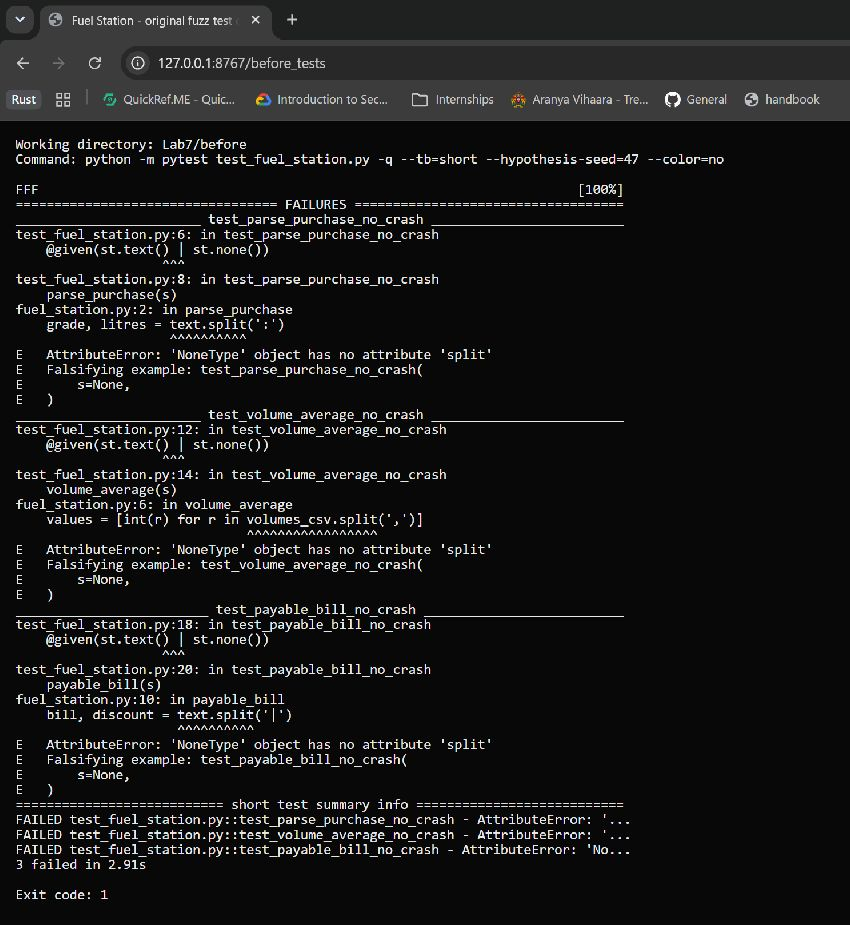 Fuel Station - original fuzz test
127.0.0.1:8767/before_tests
Rust QuickRef.ME - Quic... Introduction to Sec... Internships Aranya Vihaara - Tre... General handbook
Working directory: Lab7/before
Command: python -m pytest test_fuel_station.py -q --tb=short --hypothesis-seed=47 --color=no
FFF [100%]
================================= FAILURES =================================
_______________________ test_parse_purchase_no_crash ________________________
test_fuel_station.py:6: in test_parse_purchase_no_crash
    @given(st.text() | st.none())
                   ^^^
test_fuel_station.py:8: in test_parse_purchase_no_crash
    parse_purchase(s)
fuel_station.py:2: in parse_purchase
    grade, litres = text.split(':')
                    ^^^^^^^^^^
E   AttributeError: 'NoneType' object has no attribute 'split'
E   Falsifying example: test_parse_purchase_no_crash(
E       s=None,
E   )
_______________________ test_volume_average_no_crash ________________________
test_fuel_station.py:12: in test_volume_average_no_crash
    @given(st.text() | st.none())
                   ^^^
test_fuel_station.py:14: in test_volume_average_no_crash
    volume_average(s)
fuel_station.py:6: in volume_average
    values = [int(r) for r in volumes_csv.split(',')]
                              ^^^^^^^^^^^^^^^^^
E   AttributeError: 'NoneType' object has no attribute 'split'
E   Falsifying example: test_volume_average_no_crash(
E       s=None,
E   )
________________________ test_payable_bill_no_crash _________________________
test_fuel_station.py:18: in test_payable_bill_no_crash
    @given(st.text() | st.none())
                   ^^^
test_fuel_station.py:20: in test_payable_bill_no_crash
    payable_bill(s)
fuel_station.py:10: in payable_bill
    bill, discount = text.split('|')
                     ^^^^^^^^^^
E   AttributeError: 'NoneType' object has no attribute 'split'
E   Falsifying example: test_payable_bill_no_crash(
E       s=None,
E   )
========================== short test summary info ==========================
FAILED test_fuel_station.py::test_parse_purchase_no_crash - AttributeError: '...
FAILED test_fuel_station.py::test_volume_average_no_crash - AttributeError: '...
FAILED test_fuel_station.py::test_payable_bill_no_crash - AttributeError: 'No...
3 failed in 2.91s
Exit code: 1